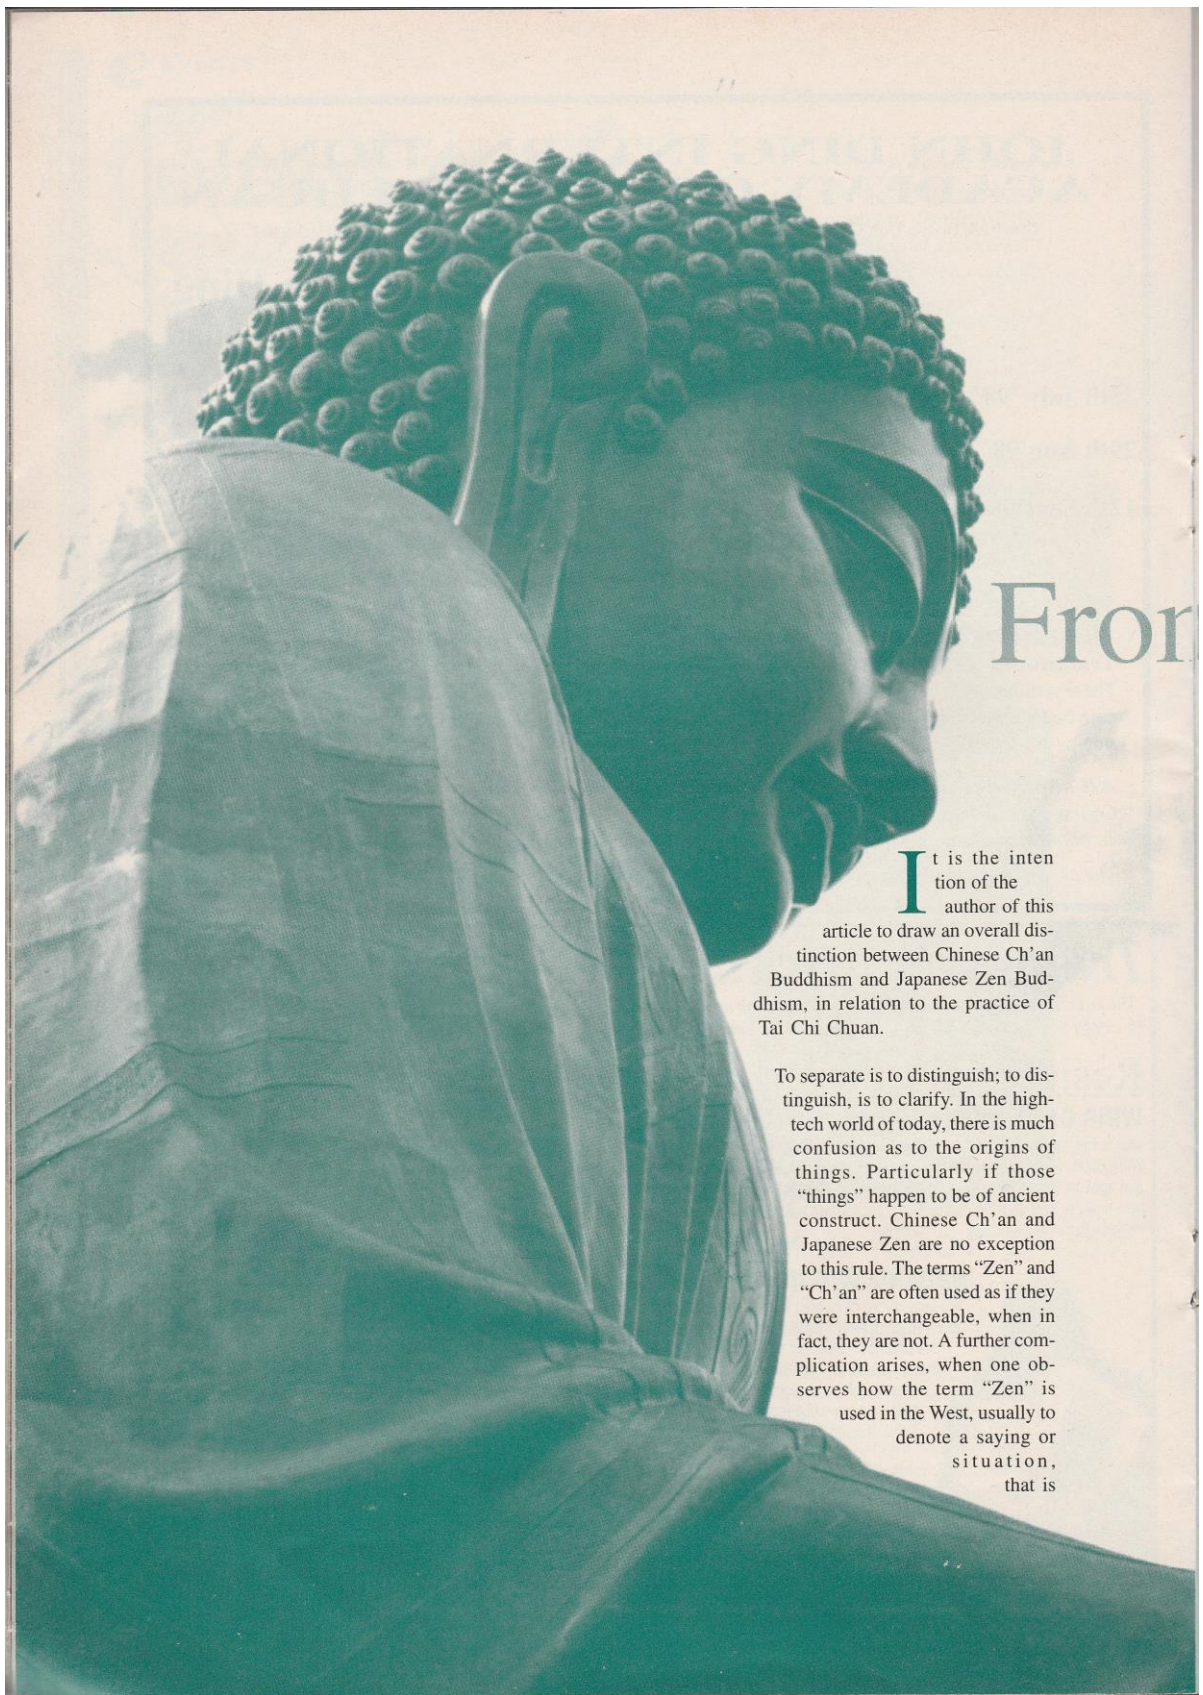 From
It is the inten
tion of the
author of this
article to draw an overall dis-
tinction between Chinese Ch’an
Buddhism and Japanese Zen Bud-
dhism, in relation to the practice of
Tai Chi Chuan.
To separate is to distinguish; to dis-
tinguish, is to clarify. In the high-
tech world of today, there is much
confusion as to the origins of
things. Particularly if those
“things” happen to be of ancient
construct. Chinese Ch’an and
Japanese Zen are no exception
to this rule. The terms “Zen” and
“Ch’an” are often used as if they
were interchangeable, when in
fact, they are not. A further com-
plication arises, when one ob-
serves how the term “Zen” is
used in the West, usually to
denote a saying or
situation,
that is